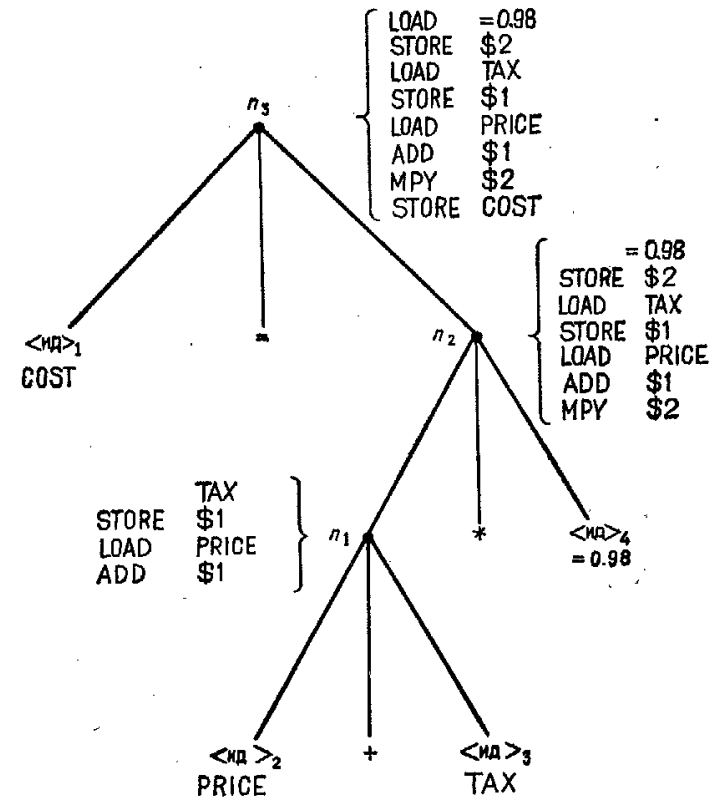 LOAD =0.98
STORE $2
LOAD TAX
STORE $1
LOAD PRICE
ADD $1
MPY $2
STORE COST
n₃
<ид>₁
COST
=
n₂
=0.98
STORE $2
LOAD TAX
STORE $1
LOAD PRICE
ADD $1
MPY $2
TAX
STORE $1
LOAD PRICE
ADD $1
n₁
*
<ид>₄
=0.98
<ид>₂
PRICE
+
<ид>₃
TAX